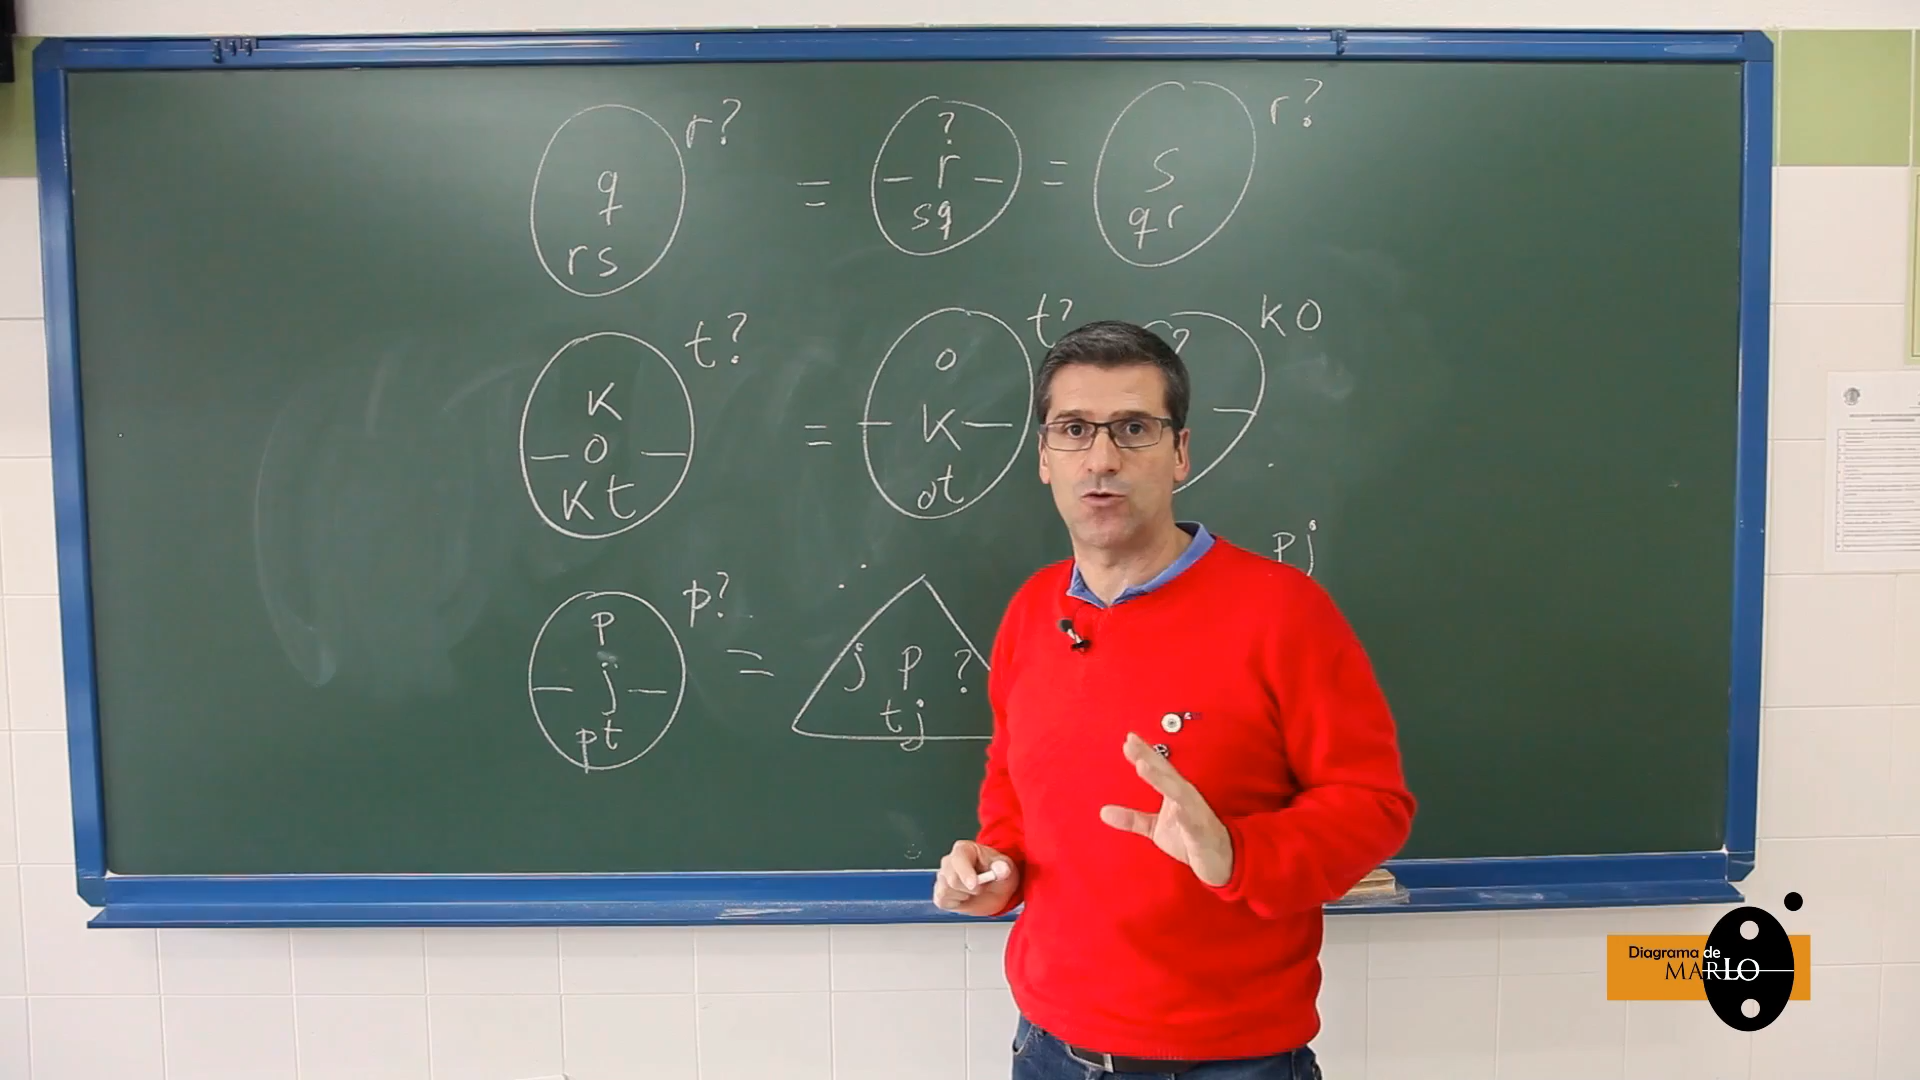 q
rs
r?
=
?
r
sq
=
s
qr
r?
K
o
Kt
t?
=
o
K
ot
t?
?
ko
p
j
pt
p?
=
j p ?
tj
pj
Diagrama de
MARLO